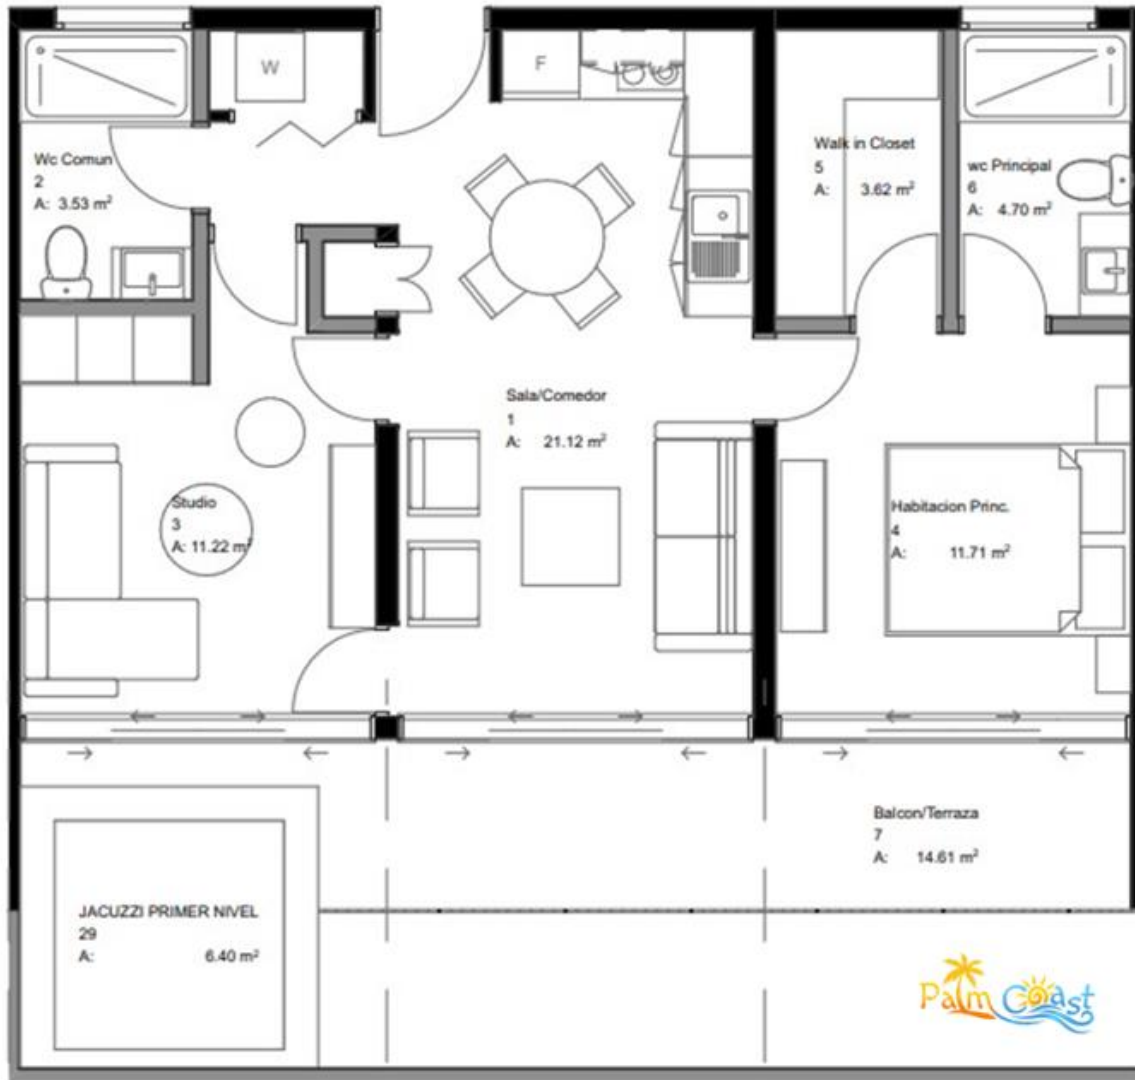 W
F
Wc Comun
2
A: 3.53 m²
Walk in Closet
5
A: 3.62 m²
wc Principal
6
A: 4.70 m²
Sala/Comedor
1
A: 21.12 m²
Studio
3
A: 11.22 m²
Habitacion Princ.
4
A: 11.71 m²
Balcon/Terraza
7
A: 14.61 m²
JACUZZI PRIMER NIVEL
29
A: 6.40 m²
Palm Coast